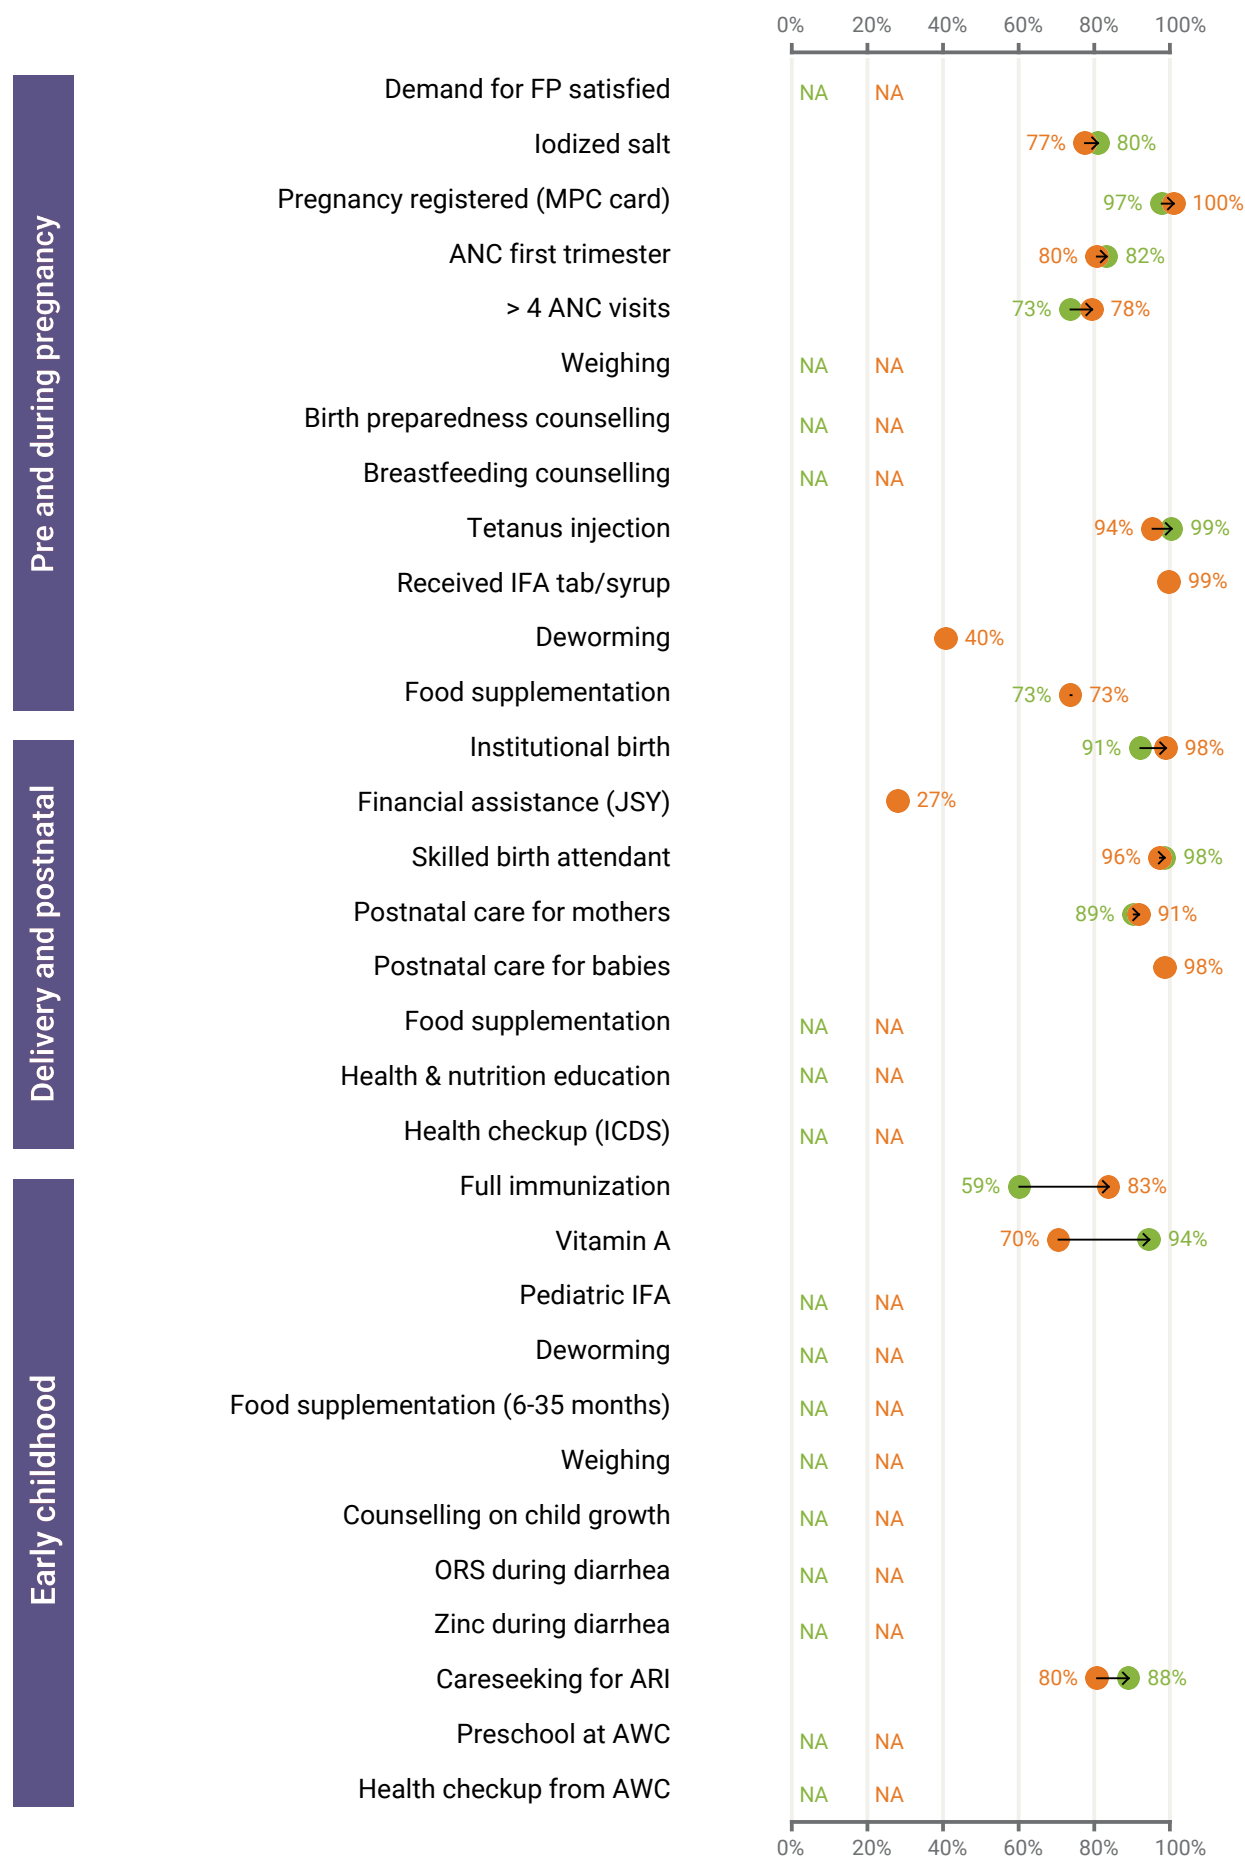 0% 20% 40% 60% 80% 100%
Pre and during pregnancy
Demand for FP satisfied NA NA
Iodized salt 77% 80%
Pregnancy registered (MPC card) 97% 100%
ANC first trimester 80% 82%
> 4 ANC visits 73% 78%
Weighing NA NA
Birth preparedness counselling NA NA
Breastfeeding counselling NA NA
Tetanus injection 94% 99%
Received IFA tab/syrup 99%
Deworming 40%
Food supplementation 73% 73%
Delivery and postnatal
Institutional birth 91% 98%
Financial assistance (JSY) 27%
Skilled birth attendant 96% 98%
Postnatal care for mothers 89% 91%
Postnatal care for babies 98%
Food supplementation NA NA
Health & nutrition education NA NA
Health checkup (ICDS) NA NA
Early childhood
Full immunization 59% 83%
Vitamin A 70% 94%
Pediatric IFA NA NA
Deworming NA NA
Food supplementation (6-35 months) NA NA
Weighing NA NA
Counselling on child growth NA NA
ORS during diarrhea NA NA
Zinc during diarrhea NA NA
Careseeking for ARI 80% 88%
Preschool at AWC NA NA
Health checkup from AWC NA NA
0% 20% 40% 60% 80% 100%